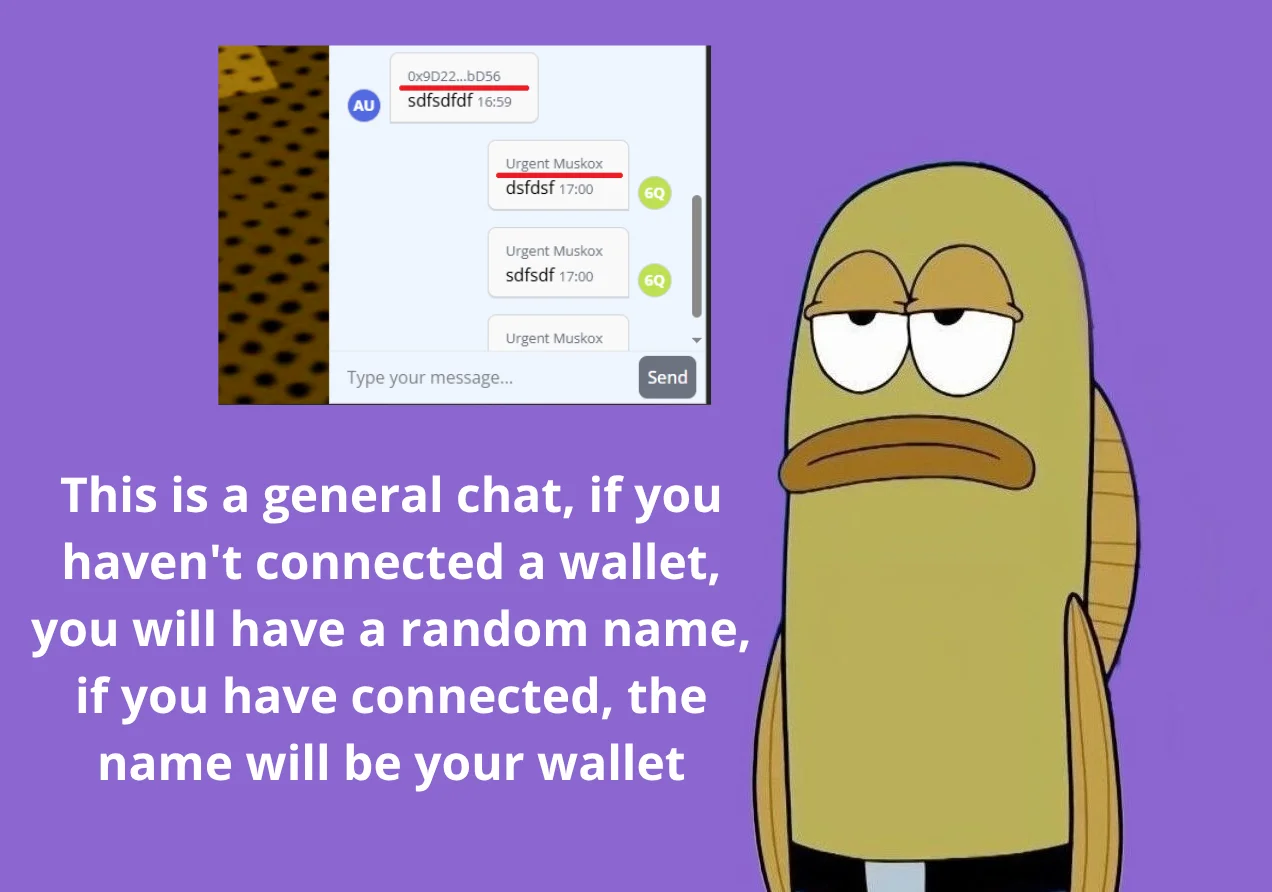 0x9D22...bD56
AU
sdfsdfdf 16:59
Urgent Muskox
dsfdsf 17:00
6Q
Urgent Muskox
sdfsdf 17:00
6Q
Urgent Muskox
Type your message...
Send
This is a general chat, if you
haven't connected a wallet,
you will have a random name,
if you have connected, the
name will be your wallet